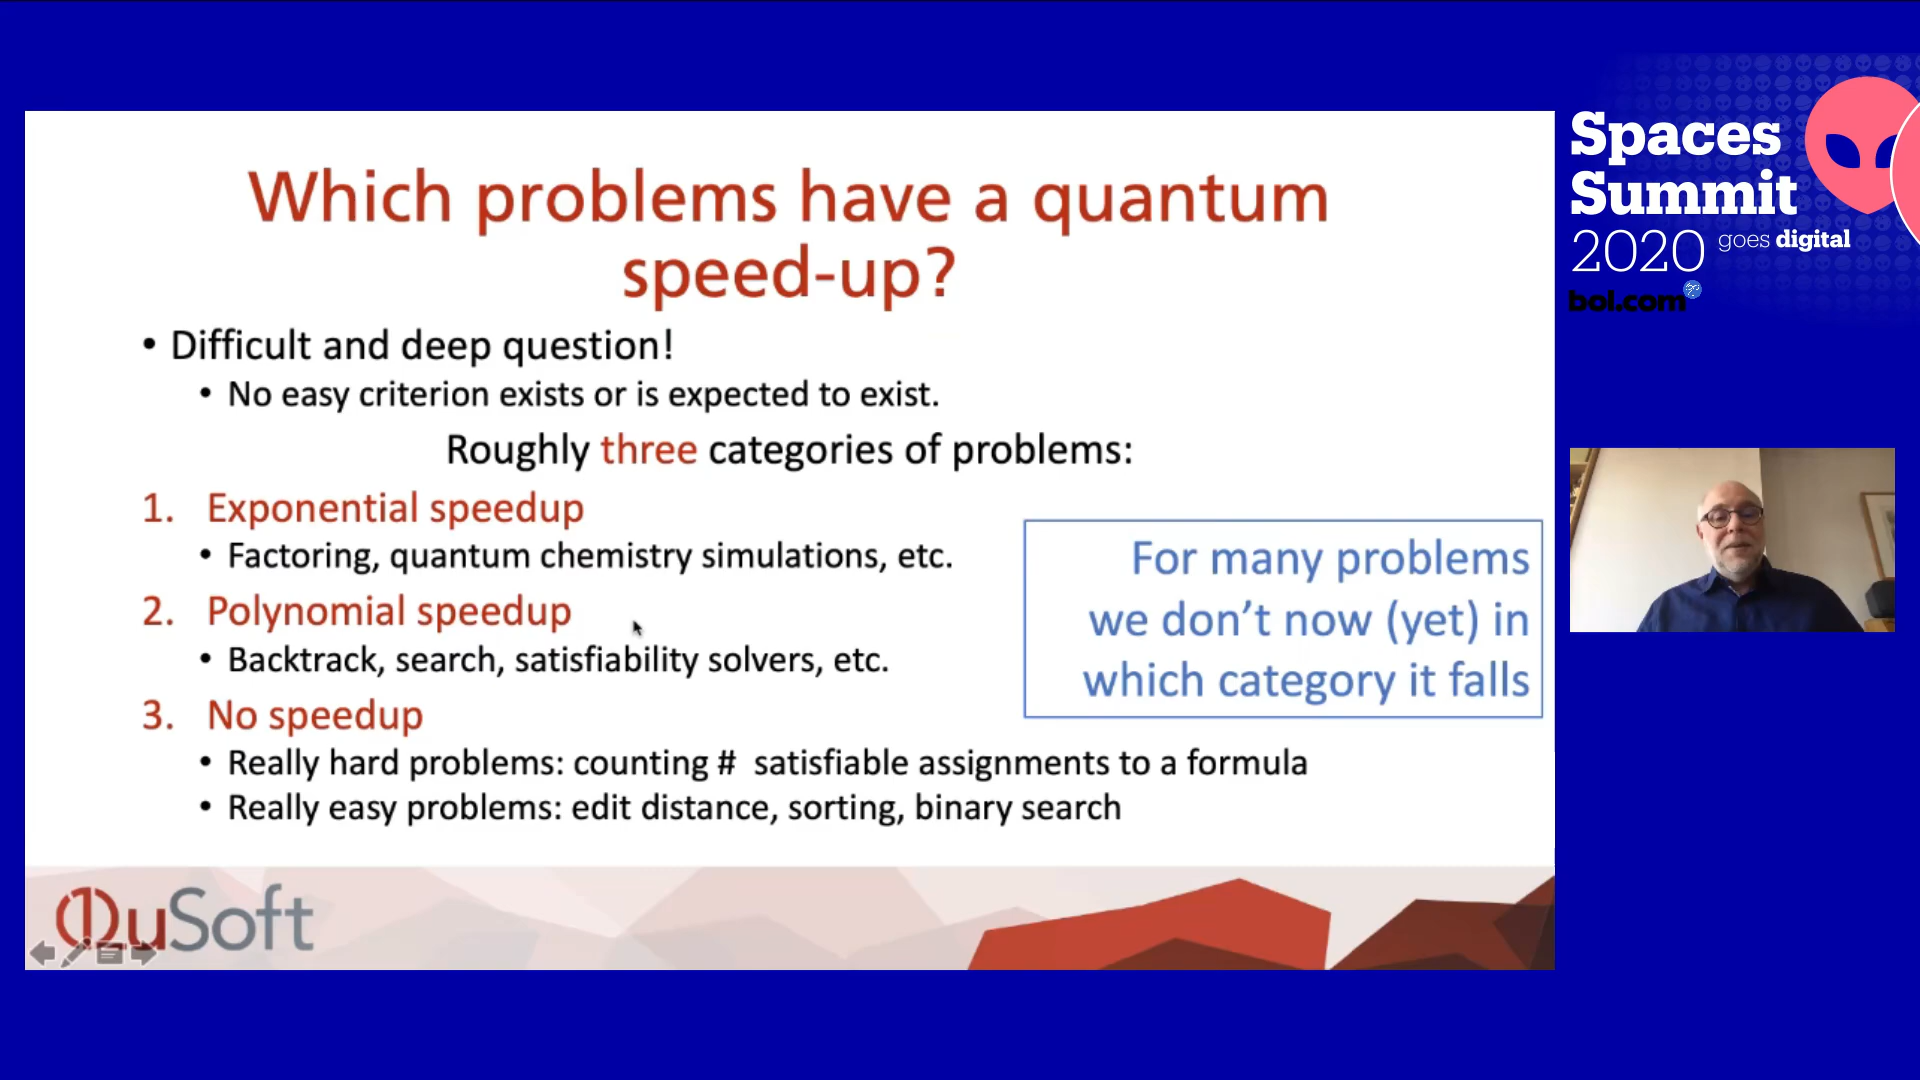 Which problems have a quantum
speed-up?
• Difficult and deep question!
• No easy criterion exists or is expected to exist.
Roughly three categories of problems:
1. Exponential speedup
• Factoring, quantum chemistry simulations, etc.
2. Polynomial speedup
• Backtrack, search, satisfiability solvers, etc.
3. No speedup
• Really hard problems: counting # satisfiable assignments to a formula
• Really easy problems: edit distance, sorting, binary search
For many problems
we don't now (yet) in
which category it falls
QuSoft
Spaces
Summit
2020 goes digital
bol.com